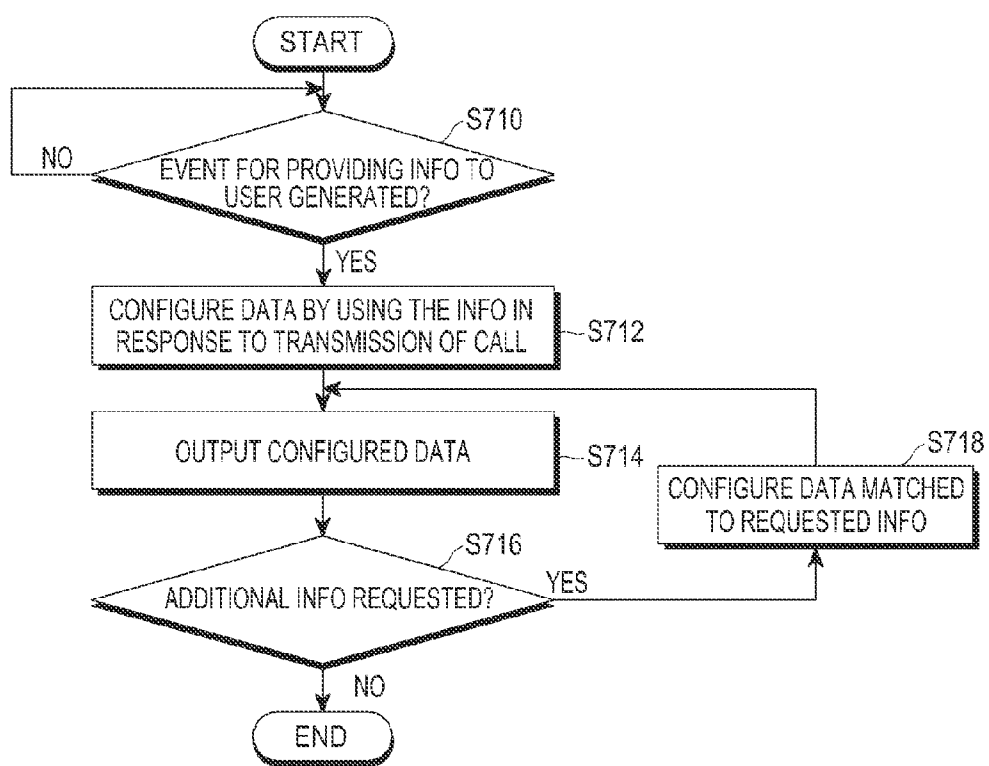 START
S710
NO
EVENT FOR PROVIDING INFO TO
USER GENERATED?
YES
CONFIGURE DATA BY USING THE INFO IN
RESPONSE TO TRANSMISSION OF CALL
S712
OUTPUT CONFIGURED DATA
S714
S718
CONFIGURE DATA MATCHED
TO REQUESTED INFO
S716
ADDITIONAL INFO REQUESTED?
YES
NO
END